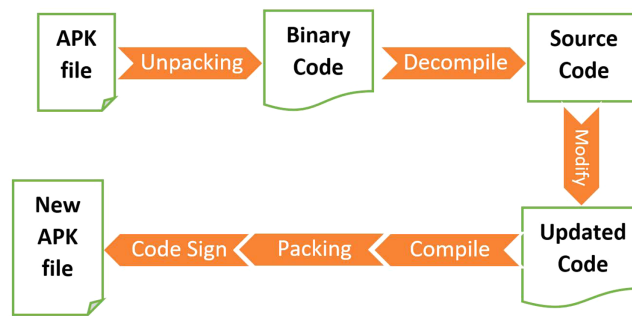 APK
file
Unpacking
Binary
Code
Decompile
Source
Code
Modify
Updated
Code
Compile
Packing
Code Sign
New
APK
file